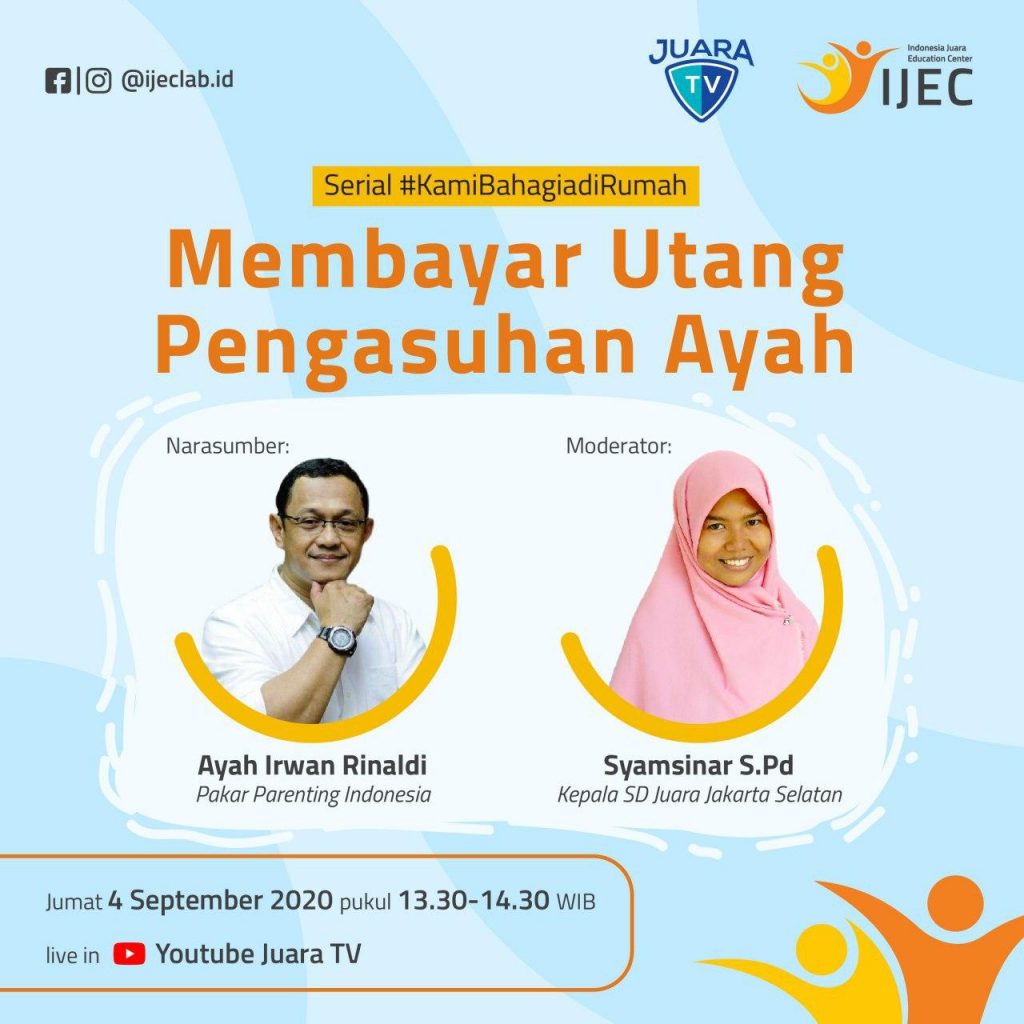 @ijeclab.id
JUARA
TV
Indonesia Juara
Education Center
IJEC
Serial #KamiBahagiadiRumah
Membayar Utang
Pengasuhan Ayah
Narasumber:
Moderator:
Ayah Irwan Rinaldi
Pakar Parenting Indonesia
Syamsinar S.Pd
Kepala SD Juara Jakarta Selatan
Jumat 4 September 2020 pukul 13.30-14.30 WIB
live in Youtube Juara TV